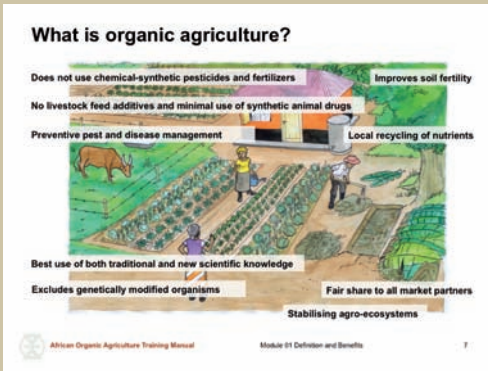 What is organic agriculture?
Does not use chemical-synthetic pesticides and fertilizers
Improves soil fertility
No livestock feed additives and minimal use of synthetic animal drugs
Preventive pest and disease management
Local recycling of nutrients
Best use of both traditional and new scientific knowledge
Excludes genetically modified organisms
Fair share to all market partners
Stabilising agro-ecosystems
African Organic Agriculture Training Manual
Module 01 Definition and Benefits
7